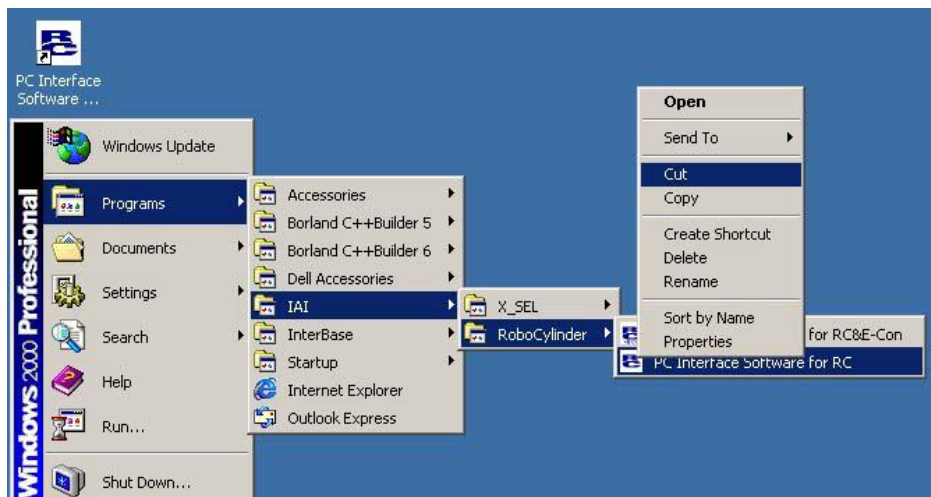 PC Interface
Software ...
Windows 2000 Professional
Windows Update
Programs
Documents
Settings
Search
Help
Run...
Shut Down...
Accessories
Borland C++Builder 5
Borland C++Builder 6
Dell Accessories
IAI
InterBase
Startup
Internet Explorer
Outlook Express
X_SEL
RoboCylinder
for RC&E-Con
PC Interface Software for RC
Open
Send To
Cut
Copy
Create Shortcut
Delete
Rename
Sort by Name
Properties